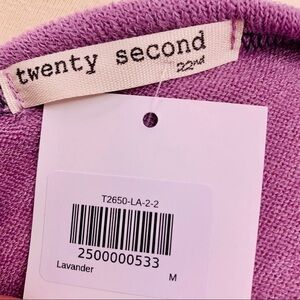 twenty second
22nd
T2650-LA-2-2
2500000533
Lavander
M